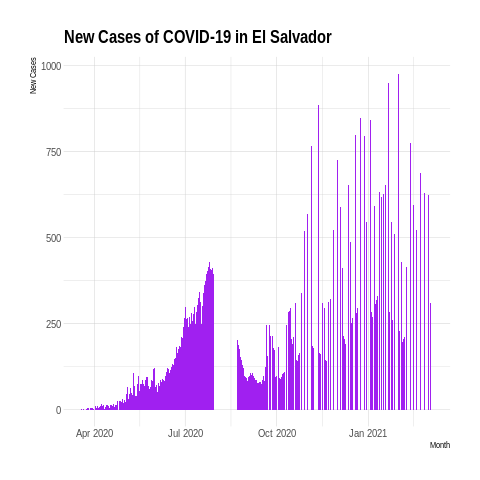 New Cases of COVID-19 in El Salvador
New Cases
1000
750
500
250
0
Apr 2020 Jul 2020 Oct 2020 Jan 2021
Month